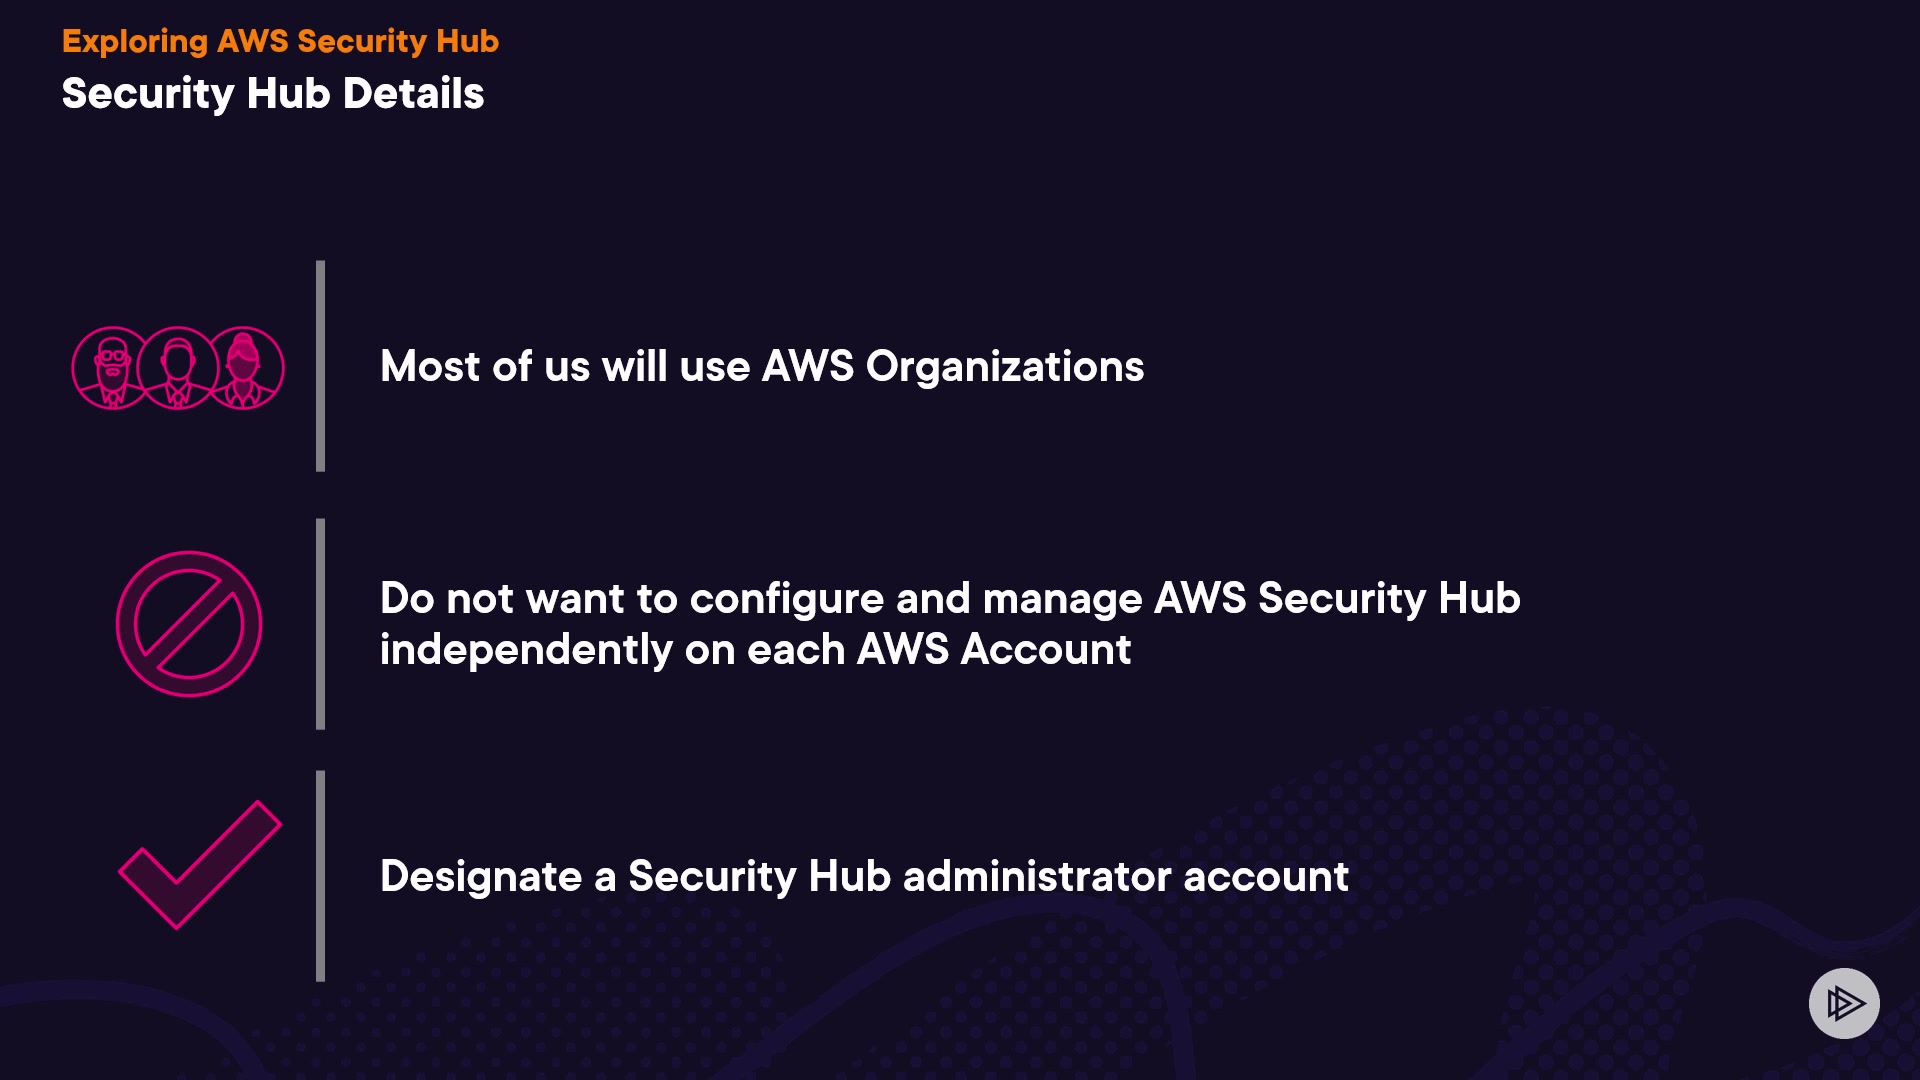 Exploring AWS Security Hub
Security Hub Details
Most of us will use AWS Organizations
Do not want to configure and manage AWS Security Hub
independently on each AWS Account
Designate a Security Hub administrator account